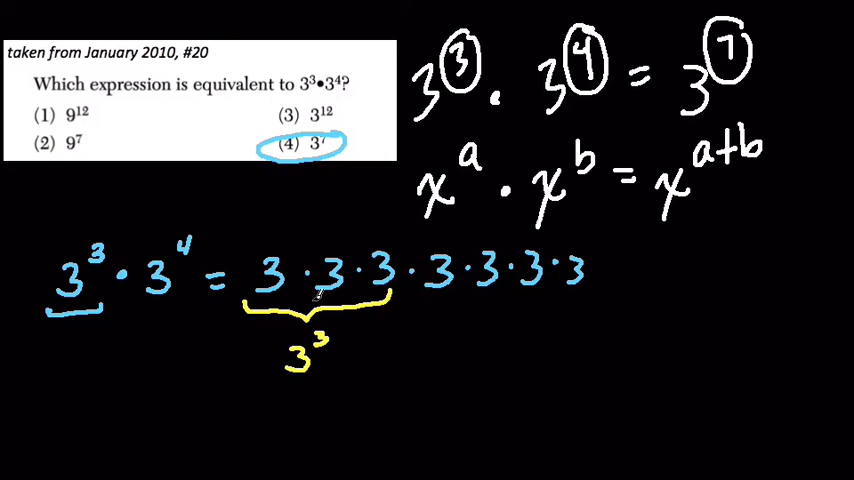 taken from January 2010, #20
Which expression is equivalent to 3³•3⁴?
(1) 9¹² (3) 3¹²
(2) 9⁷ (4) 3⁷
3³ · 3⁴ = 3⁷
xᵃ · xᵇ = xᵃ⁺ᵇ
3³ · 3⁴ = 3 · 3 · 3 · 3 · 3 · 3 · 3
3³